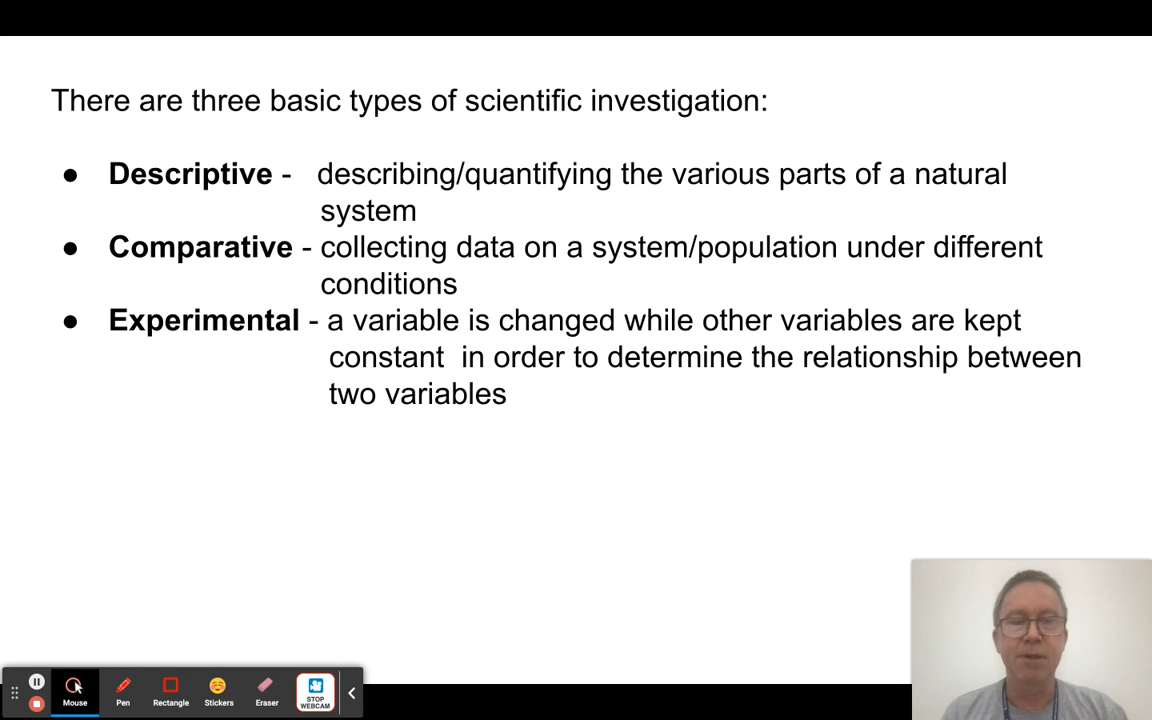 There are three basic types of scientific investigation:
● Descriptive - describing/quantifying the various parts of a natural
system
● Comparative - collecting data on a system/population under different
conditions
● Experimental - a variable is changed while other variables are kept
constant in order to determine the relationship between
two variables
Mouse Pen Rectangle Stickers Eraser STOP
WEBCAM